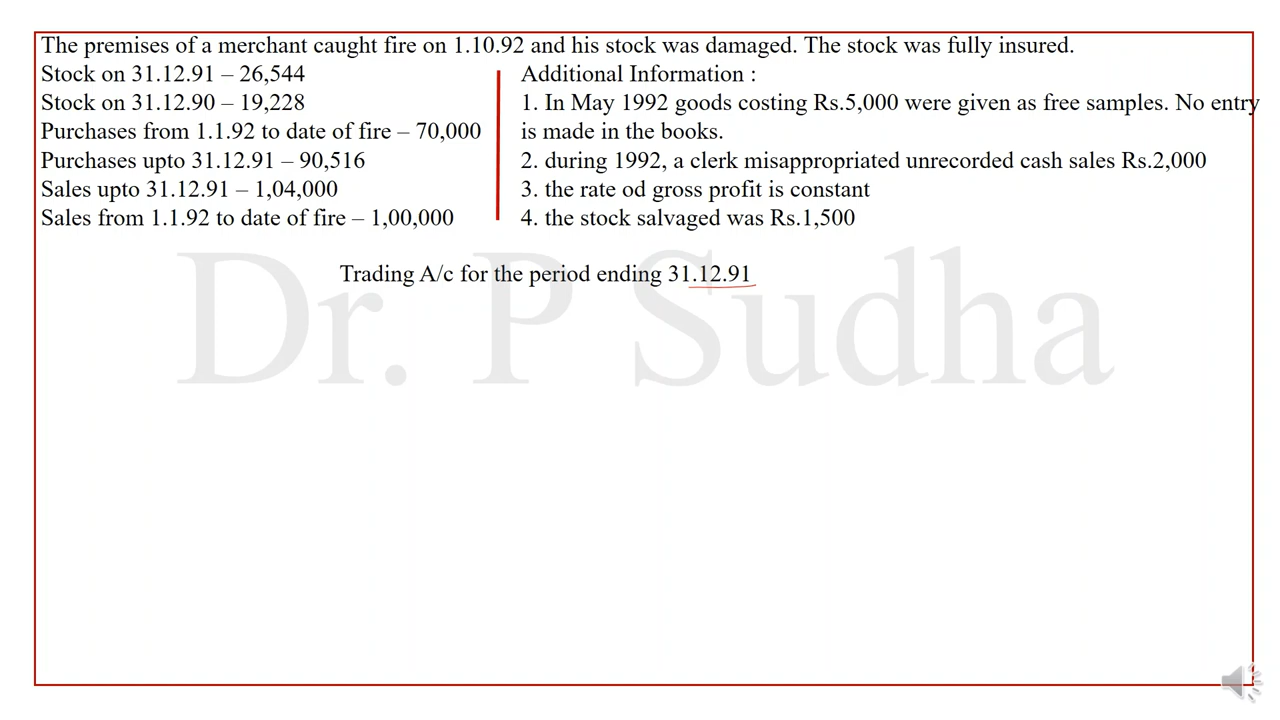 The premises of a merchant caught fire on 1.10.92 and his stock was damaged. The stock was fully insured.
Stock on 31.12.91 – 26,544
Stock on 31.12.90 – 19,228
Purchases from 1.1.92 to date of fire – 70,000
Purchases upto 31.12.91 – 90,516
Sales upto 31.12.91 – 1,04,000
Sales from 1.1.92 to date of fire – 1,00,000
Additional Information :
1. In May 1992 goods costing Rs.5,000 were given as free samples. No entry
is made in the books.
2. during 1992, a clerk misappropriated unrecorded cash sales Rs.2,000
3. the rate od gross profit is constant
4. the stock salvaged was Rs.1,500
Trading A/c for the period ending 31.12.91
Dr. P Sudha